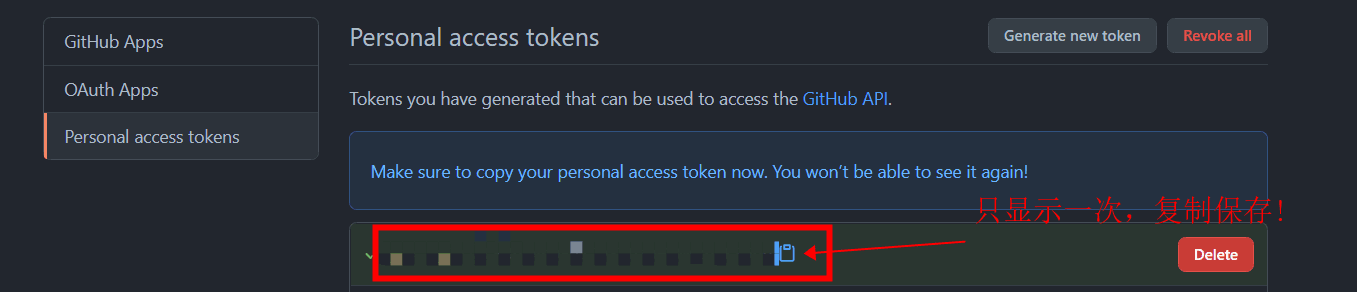 GitHub Apps
OAuth Apps
Personal access tokens
Personal access tokens
Generate new token
Revoke all
Tokens you have generated that can be used to access the GitHub API.
Make sure to copy your personal access token now. You won’t be able to see it again!
只显示一次，复制保存！
Delete